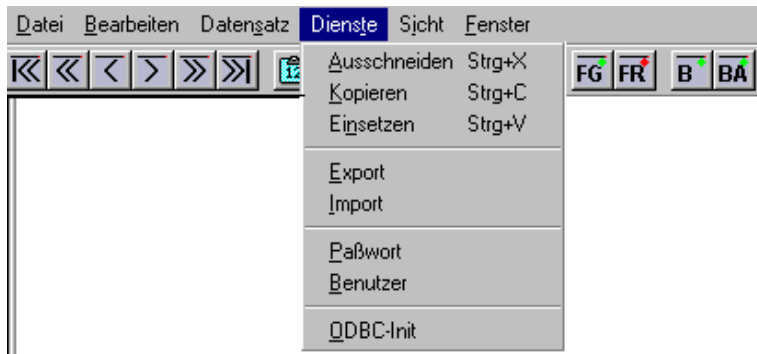 Datei Bearbeiten Datensatz Dienste Sicht Fenster
12 FG FR B BA
Ausschneiden Strg+X
Kopieren Strg+C
Einsetzen Strg+V
Export
Import
Paßwort
Benutzer
ODBC-Init